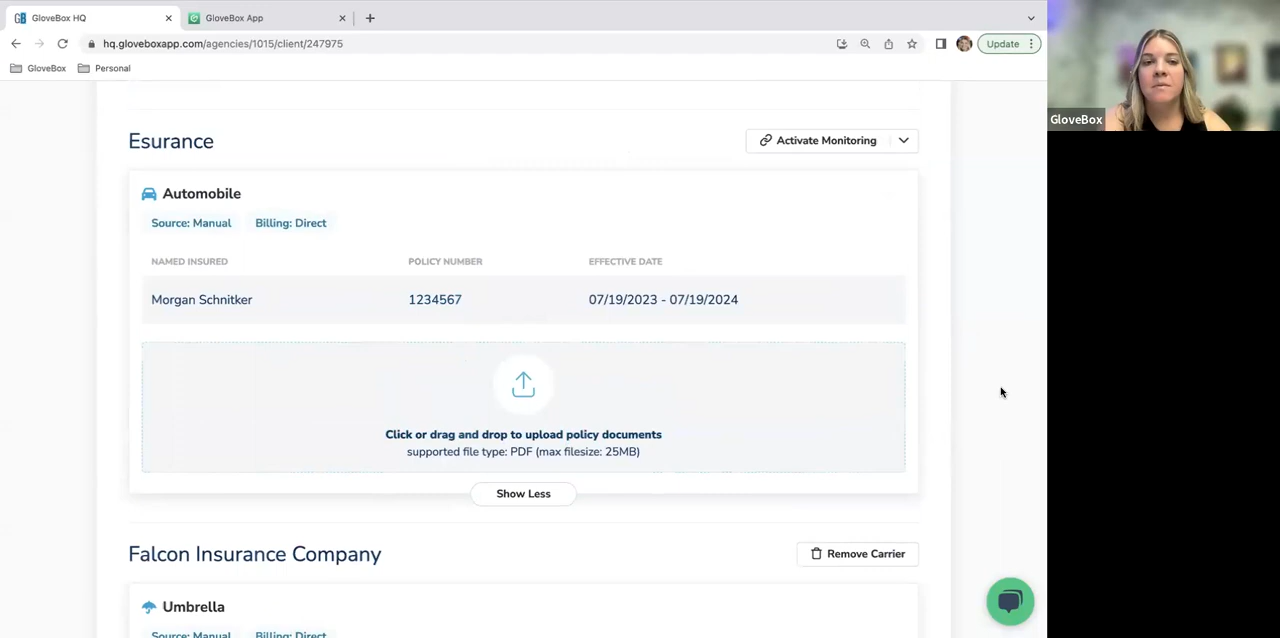 GloveBox HQ
GloveBox App
hq.gloveboxapp.com/agencies/1015/client/247975
Update
GloveBox
Personal
GloveBox
Esurance
Activate Monitoring
Automobile
Source: Manual
Billing: Direct
NAMED INSURED
POLICY NUMBER
EFFECTIVE DATE
Morgan Schnitker
1234567
07/19/2023 - 07/19/2024
Click or drag and drop to upload policy documents
supported file type: PDF (max filesize: 25MB)
Show Less
Falcon Insurance Company
Remove Carrier
Umbrella
Source: Manual
Billing: Direct